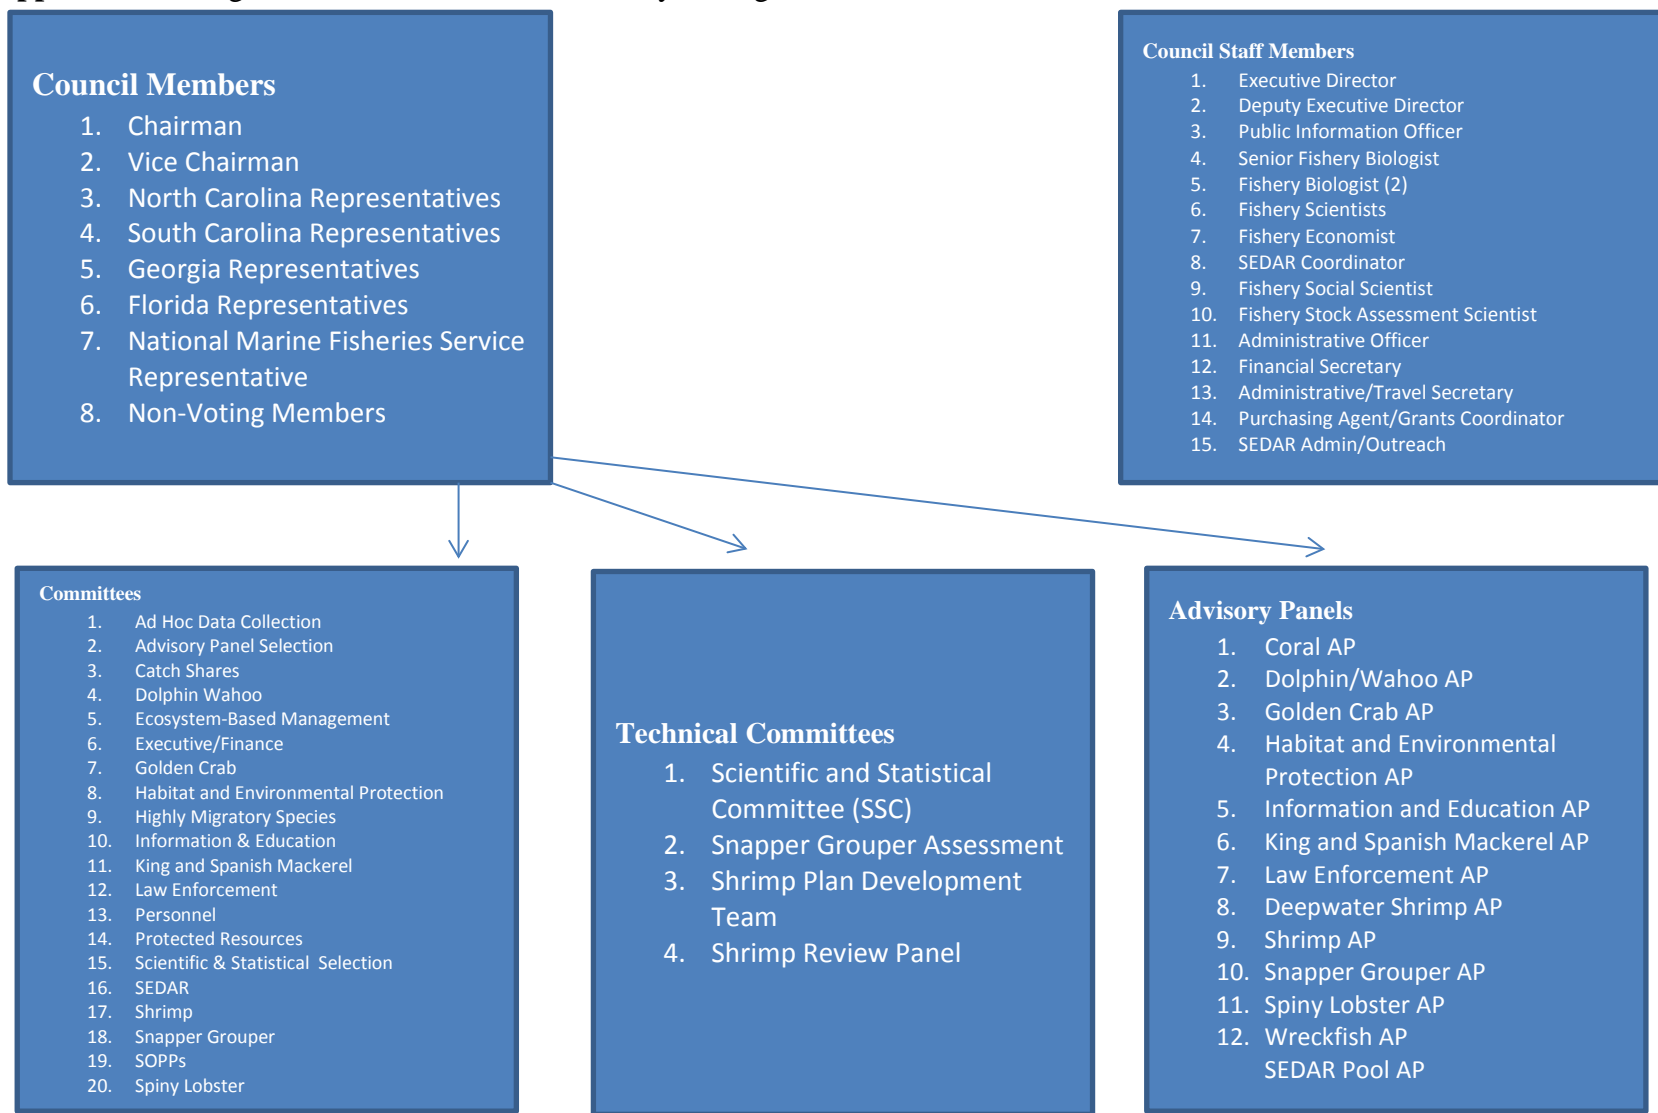 Council Members
1. Chairman
2. Vice Chairman
3. North Carolina Representatives
4. South Carolina Representatives
5. Georgia Representatives
6. Florida Representatives
7. National Marine Fisheries Service
Representative
8. Non-Voting Members
Council Staff Members
1. Executive Director
2. Deputy Executive Director
3. Public Information Officer
4. Senior Fishery Biologist
5. Fishery Biologist (2)
6. Fishery Scientists
7. Fishery Economist
8. SEDAR Coordinator
9. Fishery Social Scientist
10. Fishery Stock Assessment Scientist
11. Administrative Officer
12. Financial Secretary
13. Administrative/Travel Secretary
14. Purchasing Agent/Grants Coordinator
15. SEDAR Admin/Outreach
Committees
1. Ad Hoc Data Collection
2. Advisory Panel Selection
3. Catch Shares
4. Dolphin Wahoo
5. Ecosystem-Based Management
6. Executive/Finance
7. Golden Crab
8. Habitat and Environmental Protection
9. Highly Migratory Species
10. Information & Education
11. King and Spanish Mackerel
12. Law Enforcement
13. Personnel
14. Protected Resources
15. Scientific & Statistical Selection
16. SEDAR
17. Shrimp
18. Snapper Grouper
19. SOPPs
20. Spiny Lobster
Technical Committees
1. Scientific and Statistical
Committee (SSC)
2. Snapper Grouper Assessment
3. Shrimp Plan Development
Team
4. Shrimp Review Panel
Advisory Panels
1. Coral AP
2. Dolphin/Wahoo AP
3. Golden Crab AP
4. Habitat and Environmental
Protection AP
5. Information and Education AP
6. King and Spanish Mackerel AP
7. Law Enforcement AP
8. Deepwater Shrimp AP
9. Shrimp AP
10. Snapper Grouper AP
11. Spiny Lobster AP
12. Wreckfish AP
SEDAR Pool AP